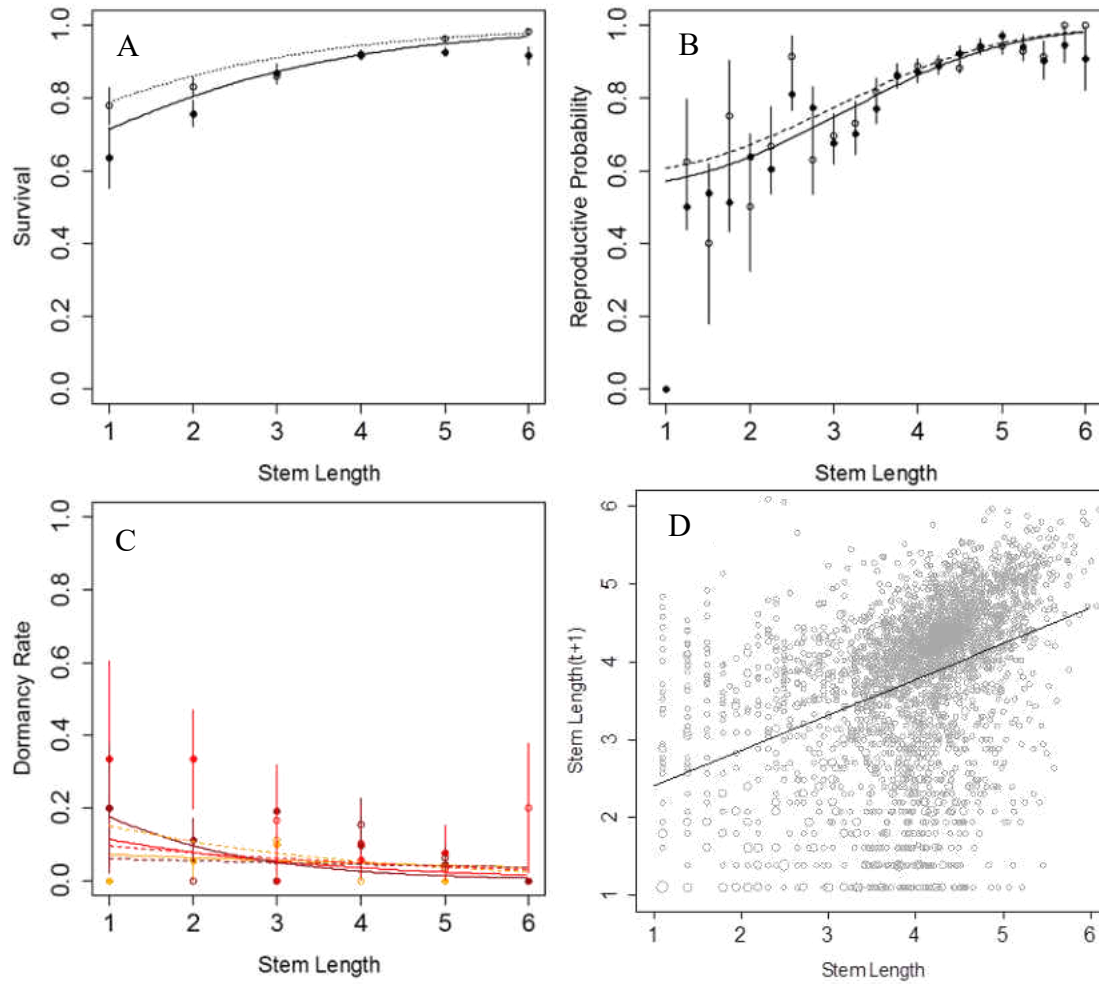 A
1.0
0.8
0.6
0.4
0.2
0.0
Survival
1 2 3 4 5 6
Stem Length
B
1.0
0.8
0.6
0.4
0.2
0.0
Reproductive Probability
1 2 3 4 5 6
Stem Length
C
1.0
0.8
0.6
0.4
0.2
0.0
Dormancy Rate
1 2 3 4 5 6
Stem Length
D
6
5
4
3
2
1
Stem Length(t+1)
1 2 3 4 5 6
Stem Length